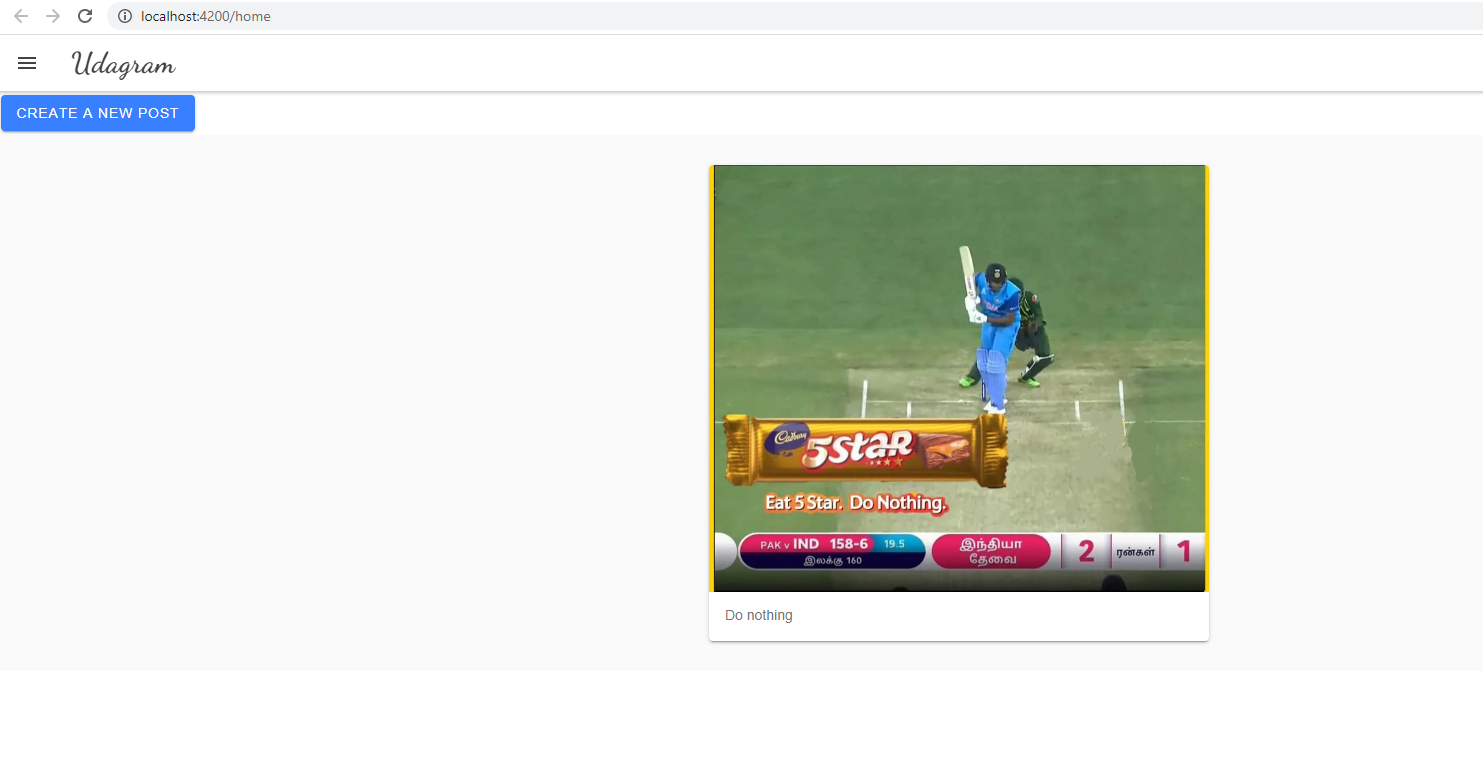 localhost:4200/home
Udagram
CREATE A NEW POST
Cadbury
5STAR
Eat 5 Star. Do Nothing.
PAK v IND 158-6 19.5
இலக்கு 160
இந்தியா
தேவை
2 ரன்கள் 1
Do nothing